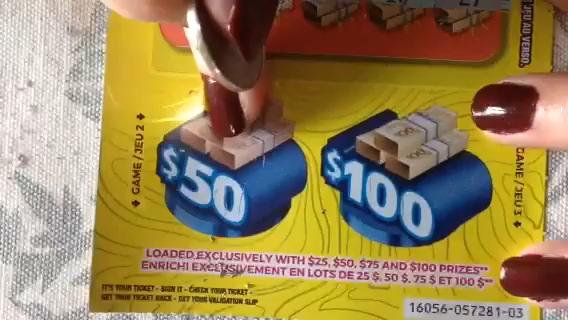 JEU AU VERSO.
GAME / JEU 2
$50
$100
GAME / JEU 3
LOADED EXCLUSIVELY WITH $25, $50, $75 AND $100 PRIZES**
ENRICHI EXCLUSIVEMENT EN LOTS DE 25 $, 50 $, 75 $ ET 100 $**
IT'S YOUR TICKET - SIGN IT - CHECK YOUR TICKET -
GET YOUR TICKET BACK - GET YOUR VALIDATION SLIP
16056-057281-03